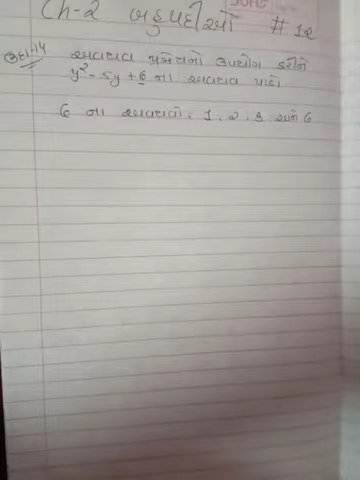 Ch-2 બહુપદીઓ #12
ઉદા.14 અવયવ પ્રમેયનો ઉપયોગ કરીને
y² - 5y + 6 ના અવયવ પાડો
6 ના અવયવો. 1, 2, 3 અને 6